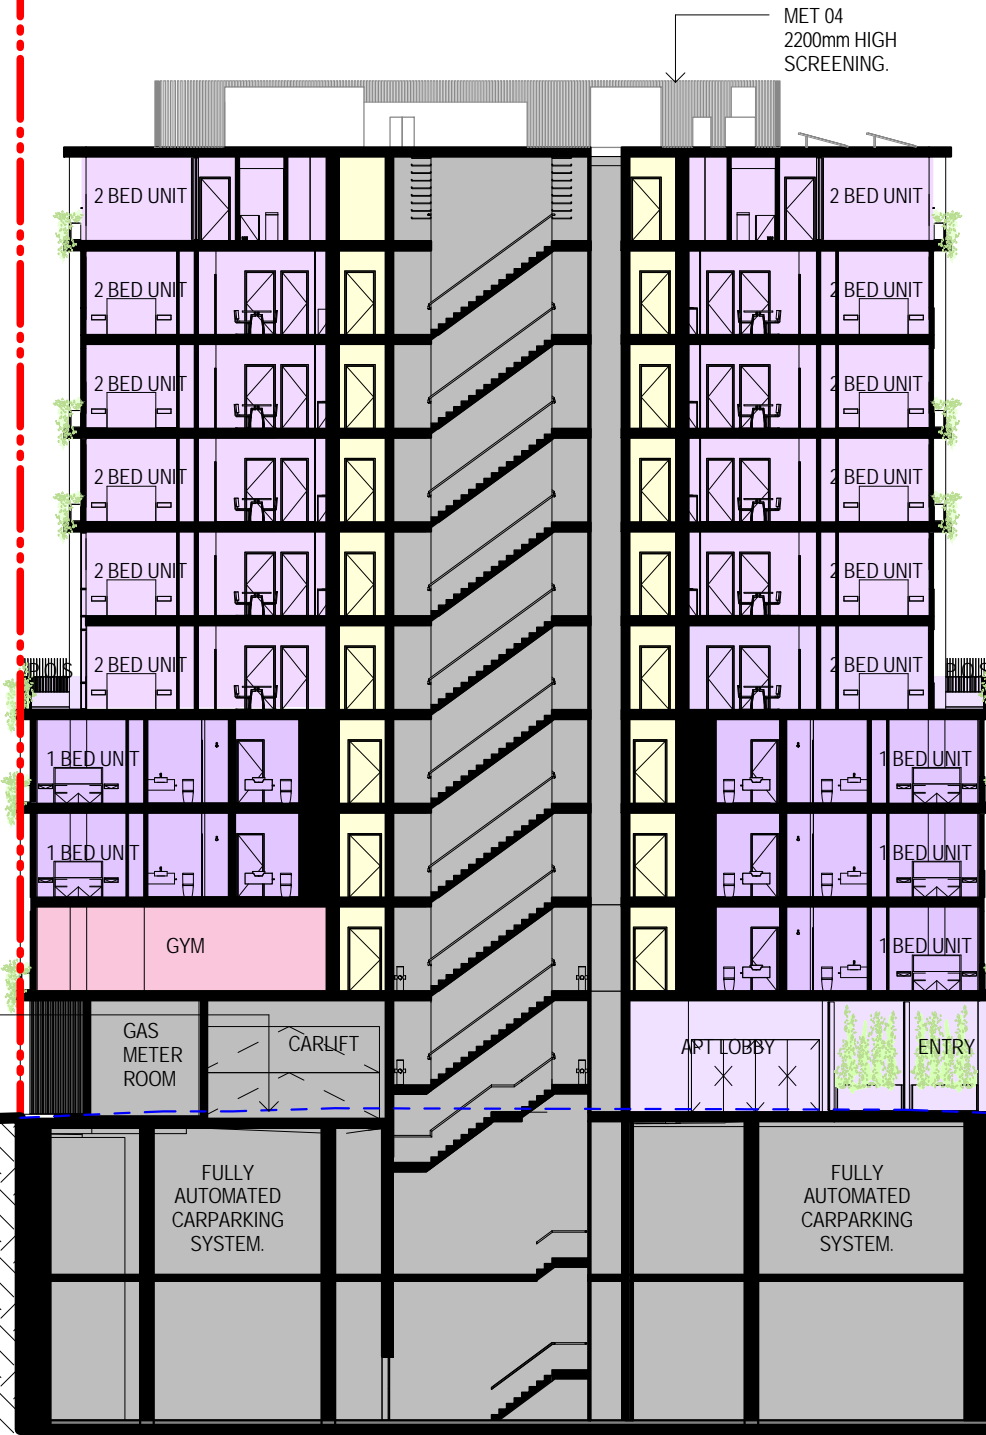 MET 04
2200mm HIGH
SCREENING.
2 BED UNIT
2 BED UNIT
2 BED UNIT
2 BED UNIT
2 BED UNIT
2 BED UNIT
2 BED UNIT
2 BED UNIT
2 BED UNIT
2 BED UNIT
2 BED UNIT
2 BED UNIT
P.O.S
P.O.S
1 BED UNIT
1 BED UNIT
1 BED UNIT
1 BED UNIT
GYM
1 BED UNIT
GAS
METER
ROOM
CARLIFT
APT LOBBY
ENTRY
FULLY
AUTOMATED
CARPARKING
SYSTEM.
FULLY
AUTOMATED
CARPARKING
SYSTEM.